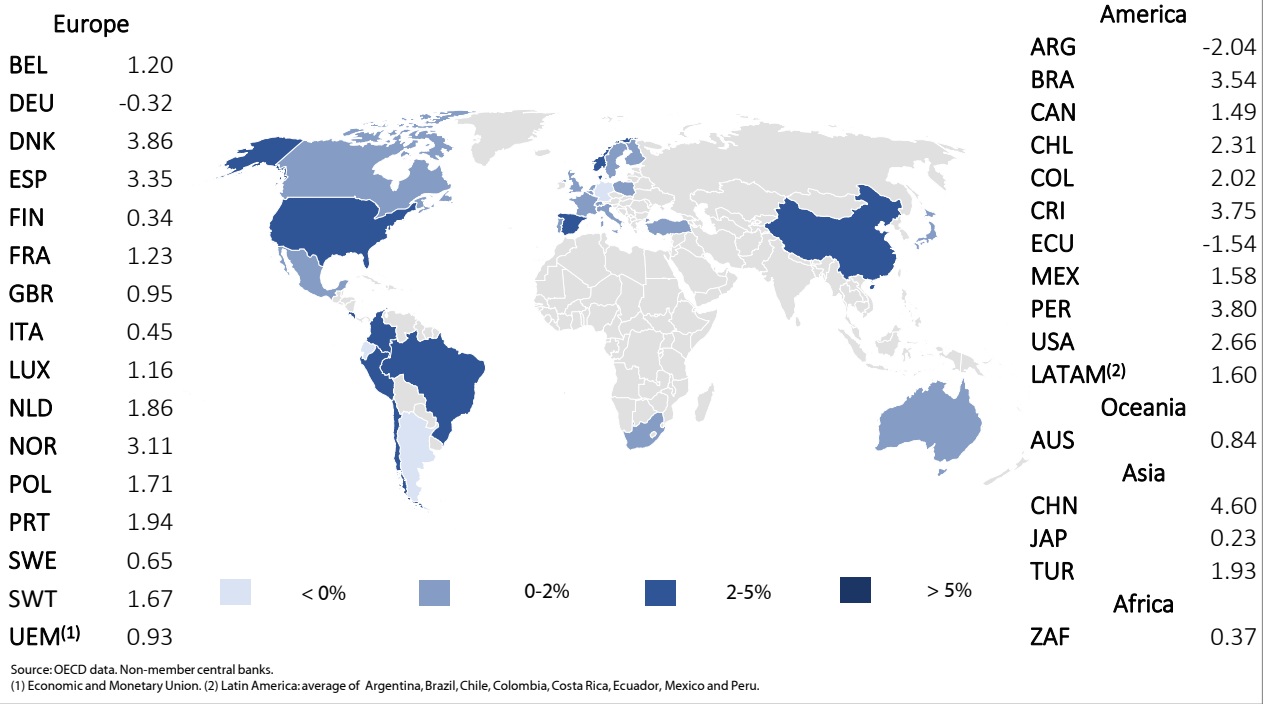 Europe
BEL 1.20
DEU -0.32
DNK 3.86
ESP 3.35
FIN 0.34
FRA 1.23
GBR 0.95
ITA 0.45
LUX 1.16
NLD 1.86
NOR 3.11
POL 1.71
PRT 1.94
SWE 0.65
SWT 1.67
UEM(1) 0.93
America
ARG -2.04
BRA 3.54
CAN 1.49
CHL 2.31
COL 2.02
CRI 3.75
ECU -1.54
MEX 1.58
PER 3.80
USA 2.66
LATAM(2) 1.60
Oceania
AUS 0.84
Asia
CHN 4.60
JAP 0.23
TUR 1.93
Africa
ZAF 0.37
< 0% 0-2% 2-5% > 5%
Source: OECD data. Non-member central banks.
(1) Economic and Monetary Union. (2) Latin America: average of Argentina, Brazil, Chile, Colombia, Costa Rica, Ecuador, Mexico and Peru.